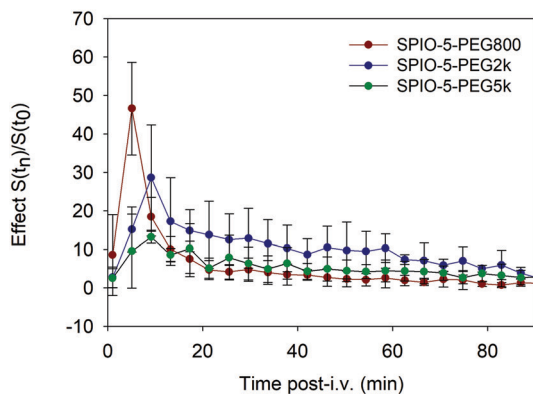 70
60
50
40
30
20
10
0
-10
Effect S(tn)/S(t0)
SPIO-5-PEG800
SPIO-5-PEG2k
SPIO-5-PEG5k
0 20 40 60 80
Time post-i.v. (min)